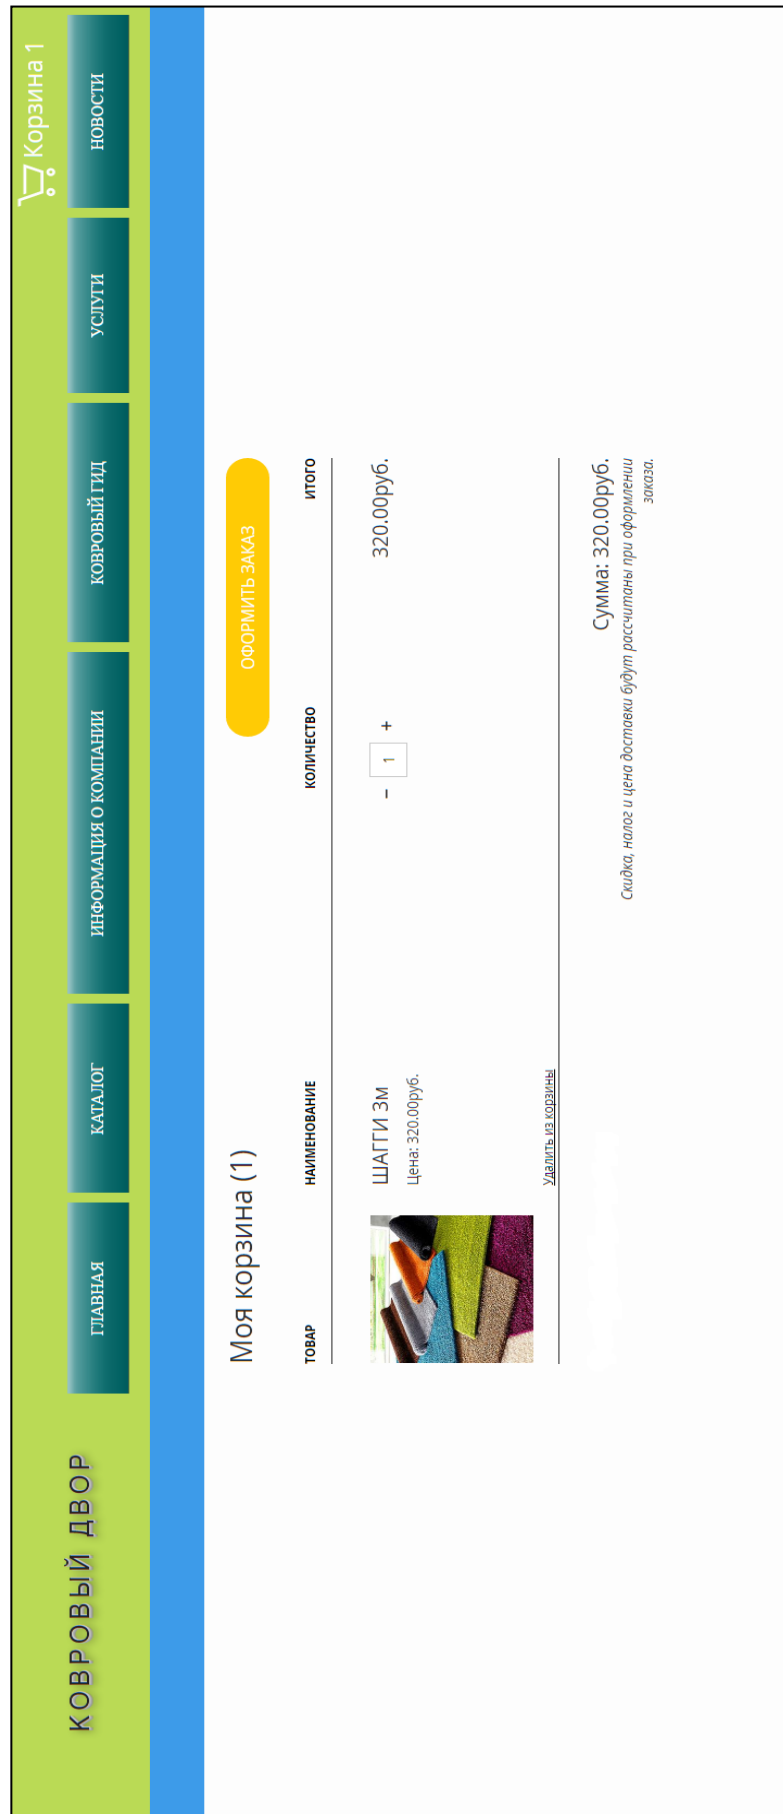 Корзина 1
КОВРОВЫЙ ДВОР
ГЛАВНАЯ
КАТАЛОГ
ИНФОРМАЦИЯ О КОМПАНИИ
КОВРОВЫЙ ГИД
УСЛУГИ
НОВОСТИ
Моя корзина (1)
ОФОРМИТЬ ЗАКАЗ
ТОВАР НАИМЕНОВАНИЕ КОЛИЧЕСТВО ИТОГО
ШАГГИ 3м − 1 + 320.00руб.
Цена: 320.00руб.
Удалить из корзины
Сумма: 320.00руб.
Скидка, налог и цена доставки будут рассчитаны при оформлении
заказа.